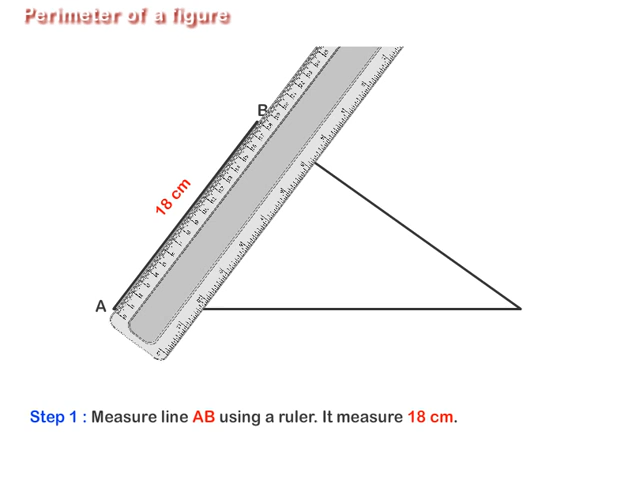 Perimeter of a figure
B
18 cm
A
Step 1 : Measure line AB using a ruler. It measure 18 cm.